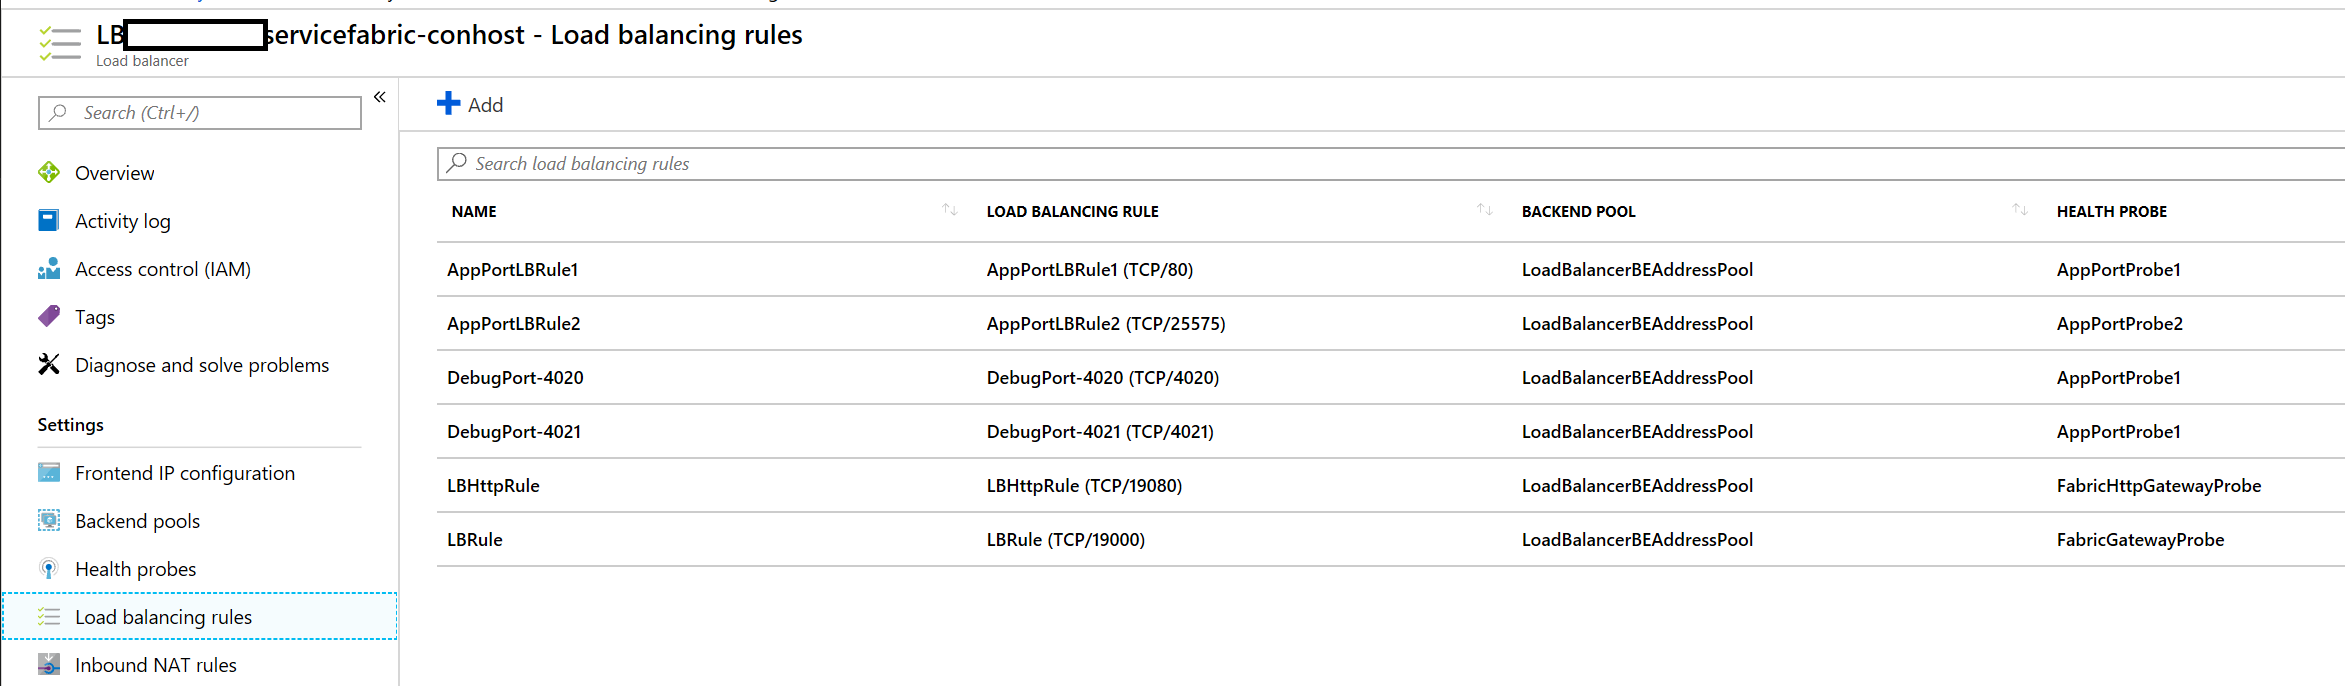 LB servicefabric-conhost - Load balancing rules
Load balancer
Search (Ctrl+/)
«
Overview
Activity log
Access control (IAM)
Tags
Diagnose and solve problems
Settings
Frontend IP configuration
Backend pools
Health probes
Load balancing rules
Inbound NAT rules
Add
Search load balancing rules
NAME LOAD BALANCING RULE BACKEND POOL HEALTH PROBE
AppPortLBRule1 AppPortLBRule1 (TCP/80) LoadBalancerBEAddressPool AppPortProbe1
AppPortLBRule2 AppPortLBRule2 (TCP/25575) LoadBalancerBEAddressPool AppPortProbe2
DebugPort-4020 DebugPort-4020 (TCP/4020) LoadBalancerBEAddressPool AppPortProbe1
DebugPort-4021 DebugPort-4021 (TCP/4021) LoadBalancerBEAddressPool AppPortProbe1
LBHttpRule LBHttpRule (TCP/19080) LoadBalancerBEAddressPool FabricHttpGatewayProbe
LBRule LBRule (TCP/19000) LoadBalancerBEAddressPool FabricGatewayProbe